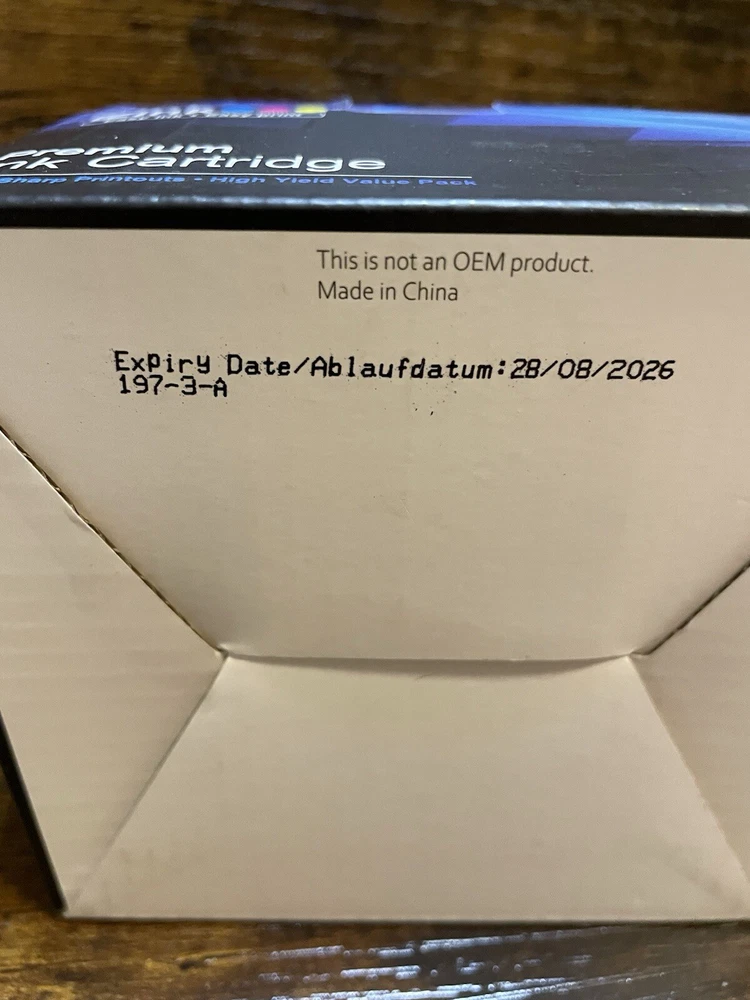 Premium
nk Cartridge
Sharp Printouts • High Yield Value Pack
This is not an OEM product.
Made in China
Expiry Date/Ablaufdatum:28/08/2026
197-3-A